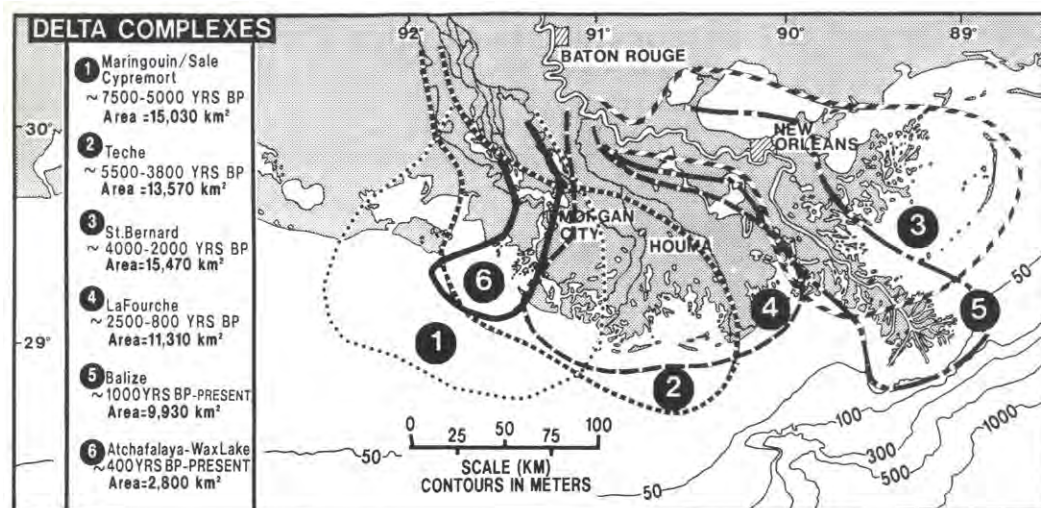 DELTA COMPLEXES
1 Maringouin/Sale
Cypremort
~ 7500-5000 YRS BP
Area =15,030 km²
2 Teche
~ 5500-3800 YRS BP
Area=13,570 km²
3 St.Bernard
~ 4000-2000 YRS BP
Area=15,470 km²
4 LaFourche
~ 2500-800 YRS BP
Area=11,310 km²
5 Balize
~1000YRS BP-PRESENT
Area=9,930 km²
6 Atchafalaya-WaxLake
~400YRS BP-PRESENT
Area=2,800 km²
92° 91° 90° 89°
BATON ROUGE
30°
NEW
ORLEANS
MORGAN
CITY
HOUMA
3
6
4
5
50
29°
1
2
100
1000
0 25 50 75 100
300
50
500
SCALE (KM)
50
CONTOURS IN METERS